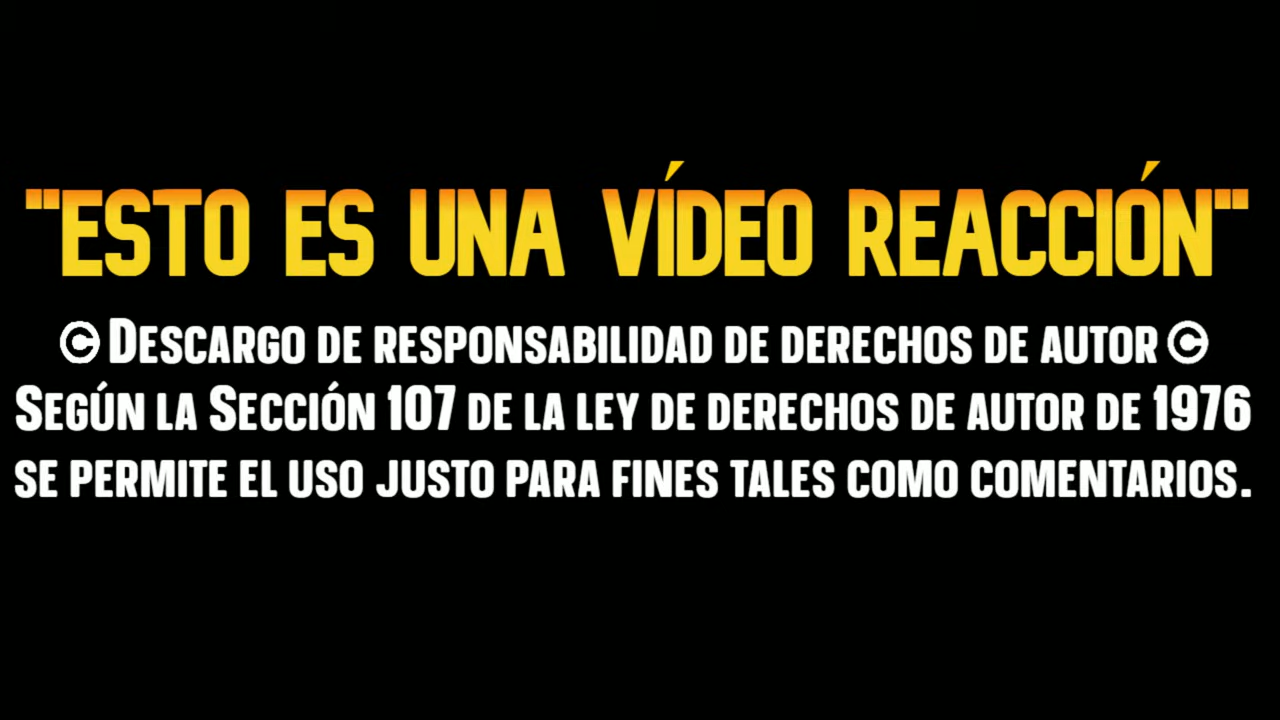 "ESTO ES UNA VÍDEO REACCIÓN"
© DESCARGO DE RESPONSABILIDAD DE DERECHOS DE AUTOR ©
SEGÚN LA SECCIÓN 107 DE LA LEY DE DERECHOS DE AUTOR DE 1976
SE PERMITE EL USO JUSTO PARA FINES TALES COMO COMENTARIOS.